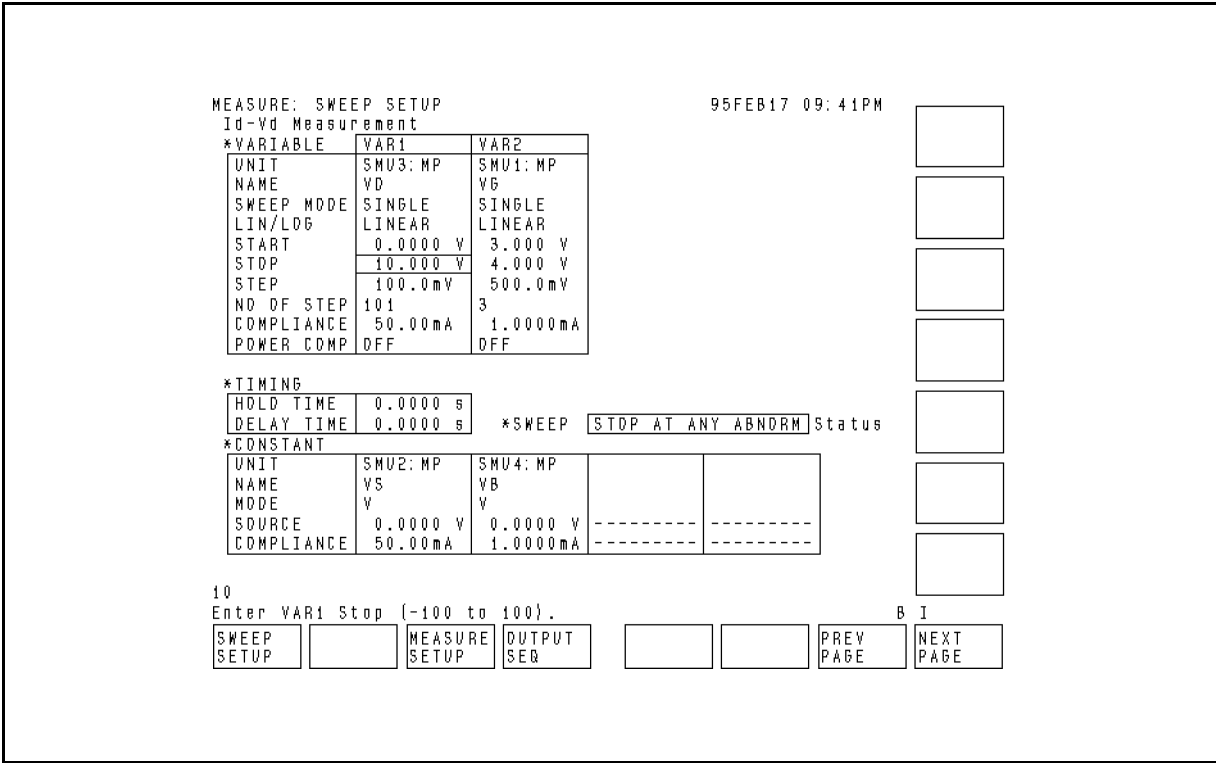 MEASURE: SWEEP SETUP 95FEB17 09:41PM
Id-Vd Measurement
*VARIABLE VAR1 VAR2
UNIT SMU3:MP SMU1:MP
NAME VD VG
SWEEP MODE SINGLE SINGLE
LIN/LOG LINEAR LINEAR
START 0.0000 V 3.000 V
STOP 10.000 V 4.000 V
STEP 100.0mV 500.0mV
NO OF STEP 101 3
COMPLIANCE 50.00mA 1.0000mA
POWER COMP OFF OFF
*TIMING
HOLD TIME 0.0000 s
DELAY TIME 0.0000 s *SWEEP STOP AT ANY ABNORM Status
*CONSTANT
UNIT SMU2:MP SMU4:MP
NAME VS VB
MODE V V
SOURCE 0.0000 V 0.0000 V --------- ---------
COMPLIANCE 50.00mA 1.0000mA --------- ---------
10
Enter VAR1 Stop (-100 to 100). B I
SWEEP MEASURE OUTPUT PREV NEXT
SETUP SETUP SEQ PAGE PAGE